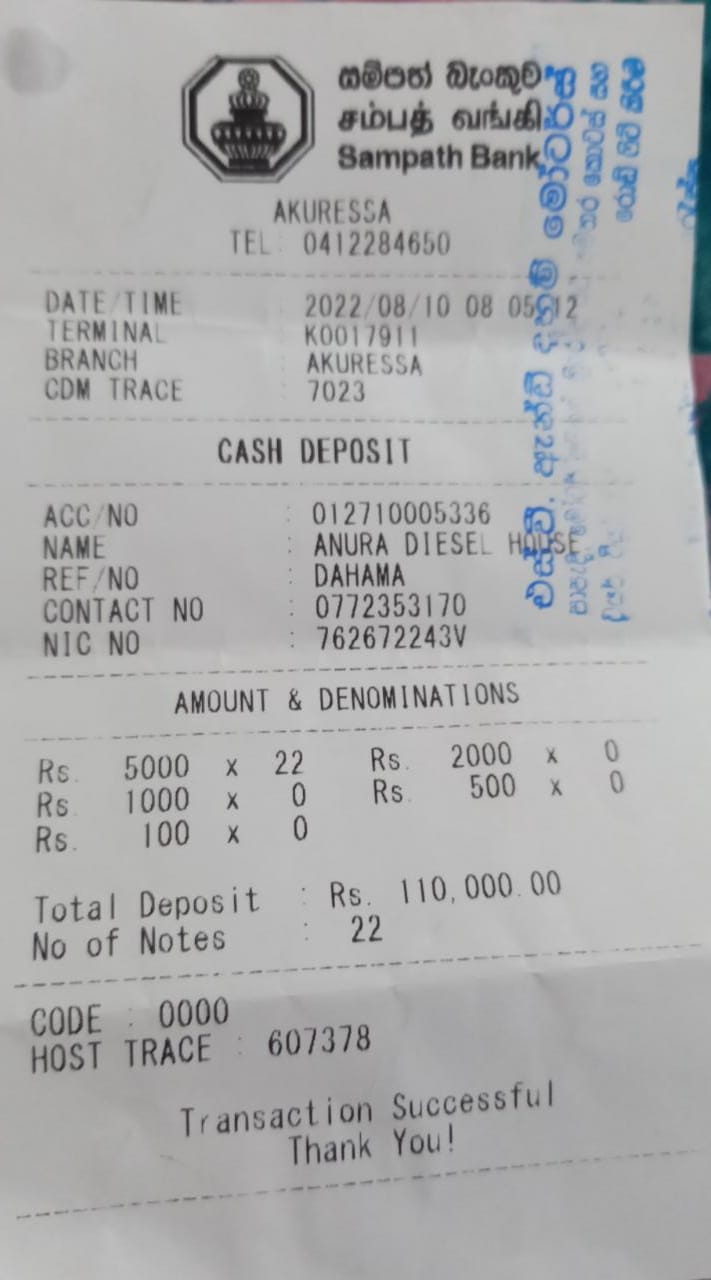 සම්පත් බැංකුව
சம்பத் வங்கி
Sampath Bank
AKURESSA
TEL: 0412284650
DATE/TIME : 2022/08/10 08:05:12
TERMINAL : K0017911
BRANCH : AKURESSA
CDM TRACE : 7023
CASH DEPOSIT
ACC/NO : 012710005336
NAME : ANURA DIESEL HOUSE
REF/NO : DAHAMA
CONTACT NO : 0772353170
NIC NO : 762672243V
AMOUNT & DENOMINATIONS
Rs. 5000 x 22 Rs. 2000 x 0
Rs. 1000 x 0 Rs. 500 x 0
Rs. 100 x 0
Total Deposit : Rs. 110,000.00
No of Notes : 22
CODE : 0000
HOST TRACE : 607378
Transaction Successful
Thank You!
මෝටර්ස්